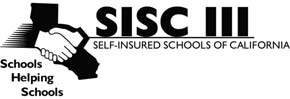 SISC III
SELF-INSURED SCHOOLS OF CALIFORNIA
Schools
Helping
Schools